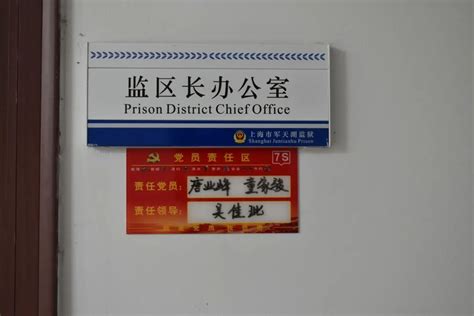 监区长办公室
Prison District Chief Office
上海市军天湖监狱
Shanghai Juntianhu Prison
党员责任区 7S
责任党员：唐业峰 董家骏
责任领导：吴佳兆